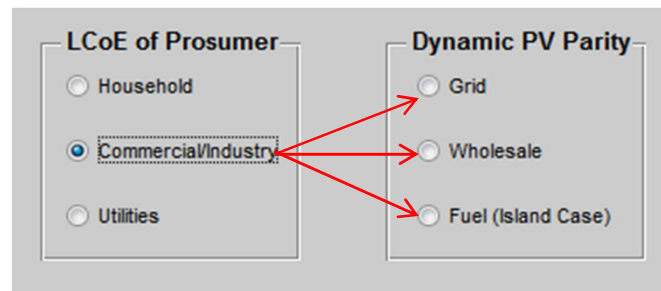 LCoE of Prosumer
Household
Commercial/Industry
Utilities
Dynamic PV Parity
Grid
Wholesale
Fuel (Island Case)